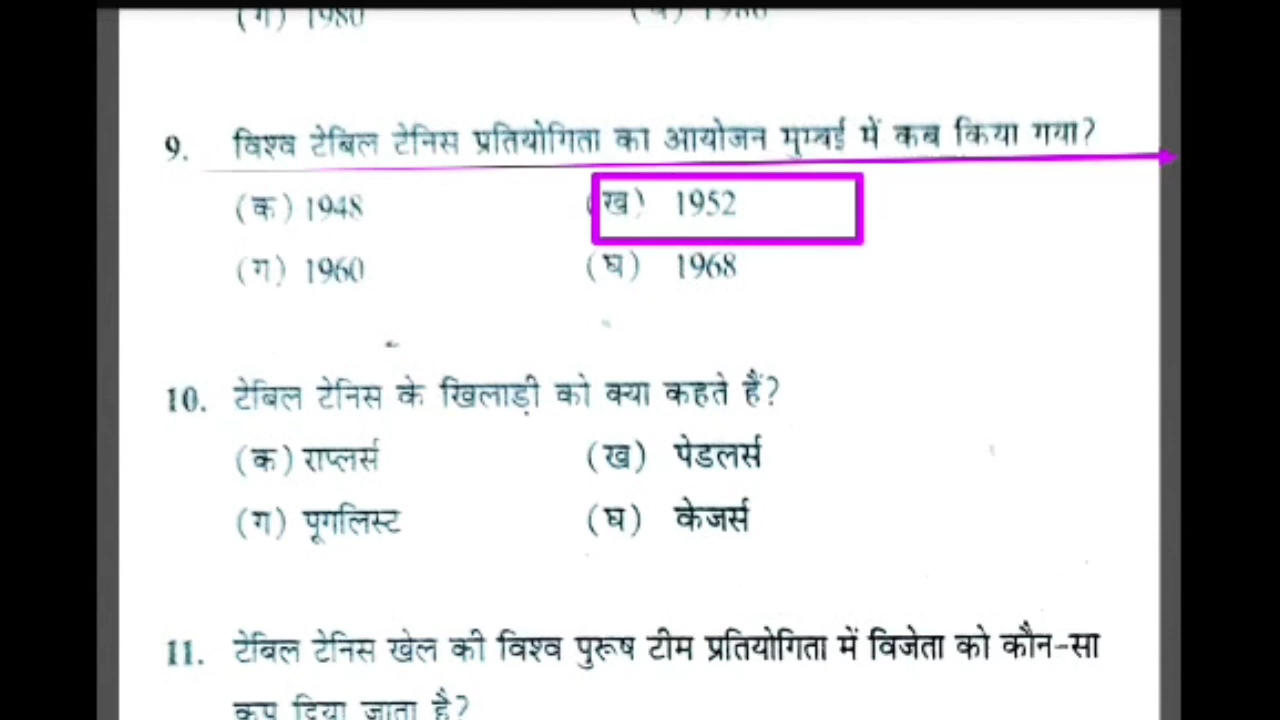 (ग) 1980
9. विश्व टेबिल टेनिस प्रतियोगिता का आयोजन मुम्बई में कब किया गया?
(क) 1948 (ख) 1952
(ग) 1960 (घ) 1968
10. टेबिल टेनिस के खिलाड़ी को क्या कहते हैं?
(क) राप्लर्स (ख) पेडलर्स
(ग) पूगलिस्ट (घ) केजर्स
11. टेबिल टेनिस खेल की विश्व पुरूष टीम प्रतियोगिता में विजेता को कौन-सा
कप दिया जाता है?